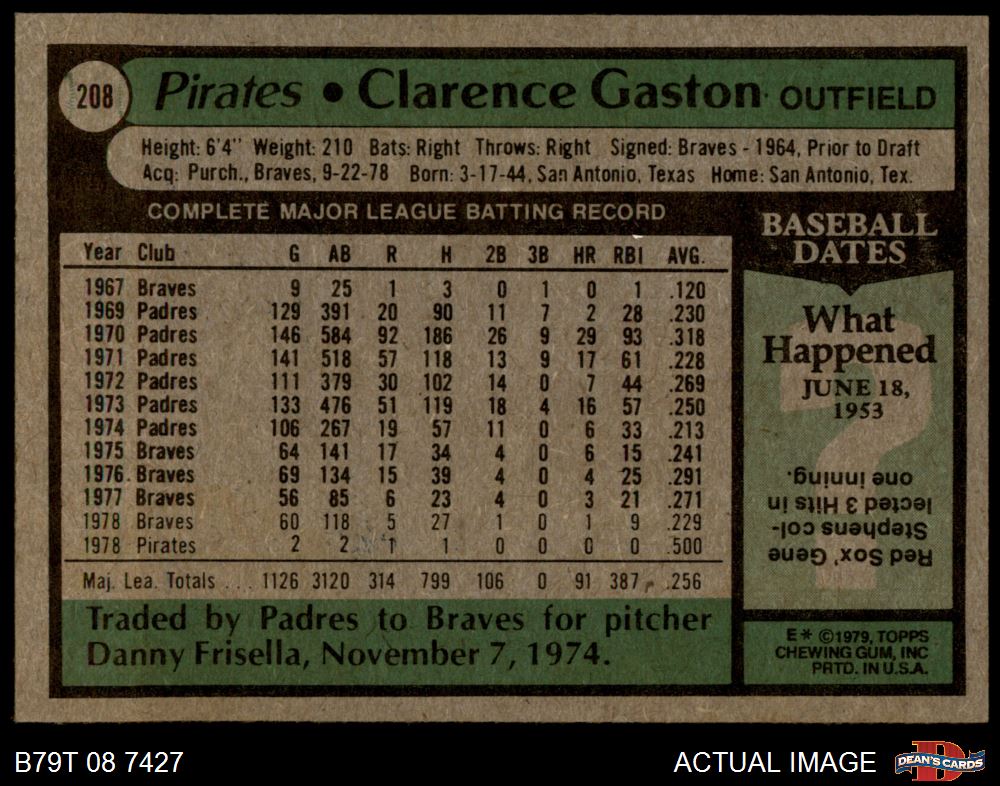 208
Pirates • Clarence Gaston · OUTFIELD
Height: 6'4" Weight: 210 Bats: Right Throws: Right Signed: Braves - 1964, Prior to Draft
Acq: Purch., Braves, 9-22-78 Born: 3-17-44, San Antonio, Texas Home: San Antonio, Tex.
COMPLETE MAJOR LEAGUE BATTING RECORD
Year Club G AB R H 2B 3B HR RBI AVG.
1967 Braves 9 25 1 3 0 1 0 1 .120
1969 Padres 129 391 20 90 11 7 2 28 .230
1970 Padres 146 584 92 186 26 9 29 93 .318
1971 Padres 141 518 57 118 13 9 17 61 .228
1972 Padres 111 379 30 102 14 0 7 44 .269
1973 Padres 133 476 51 119 18 4 16 57 .250
1974 Padres 106 267 19 57 11 0 6 33 .213
1975 Braves 64 141 17 34 4 0 6 15 .241
1976 Braves 69 134 15 39 4 0 4 25 .291
1977 Braves 56 85 6 23 4 0 3 21 .271
1978 Braves 60 118 5 27 1 0 1 9 .229
1978 Pirates 2 2 1 1 0 0 0 0 .500
Maj. Lea. Totals ... 1126 3120 314 799 106 0 91 387 .256
Traded by Padres to Braves for pitcher
Danny Frisella, November 7, 1974.
BASEBALL
DATES
What
Happened
JUNE 18,
1953
?
Red Sox' Gene
Stephens col-
lected 3 Hits in
one inning.
E* ©1979, TOPPS
CHEWING GUM, INC
PRTD. IN U.S.A.
B79T 08 7427
ACTUAL IMAGE
D
DEAN'S CARDS